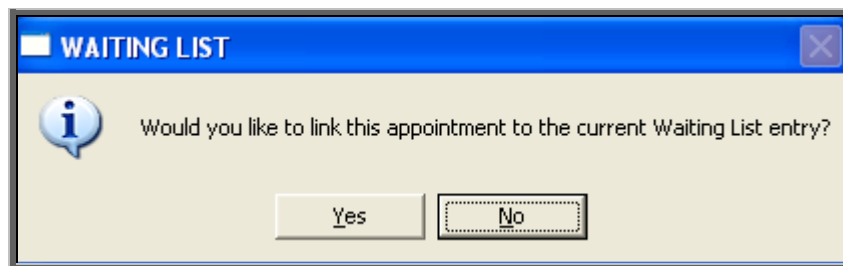 WAITING LIST
Would you like to link this appointment to the current Waiting List entry?
Yes No